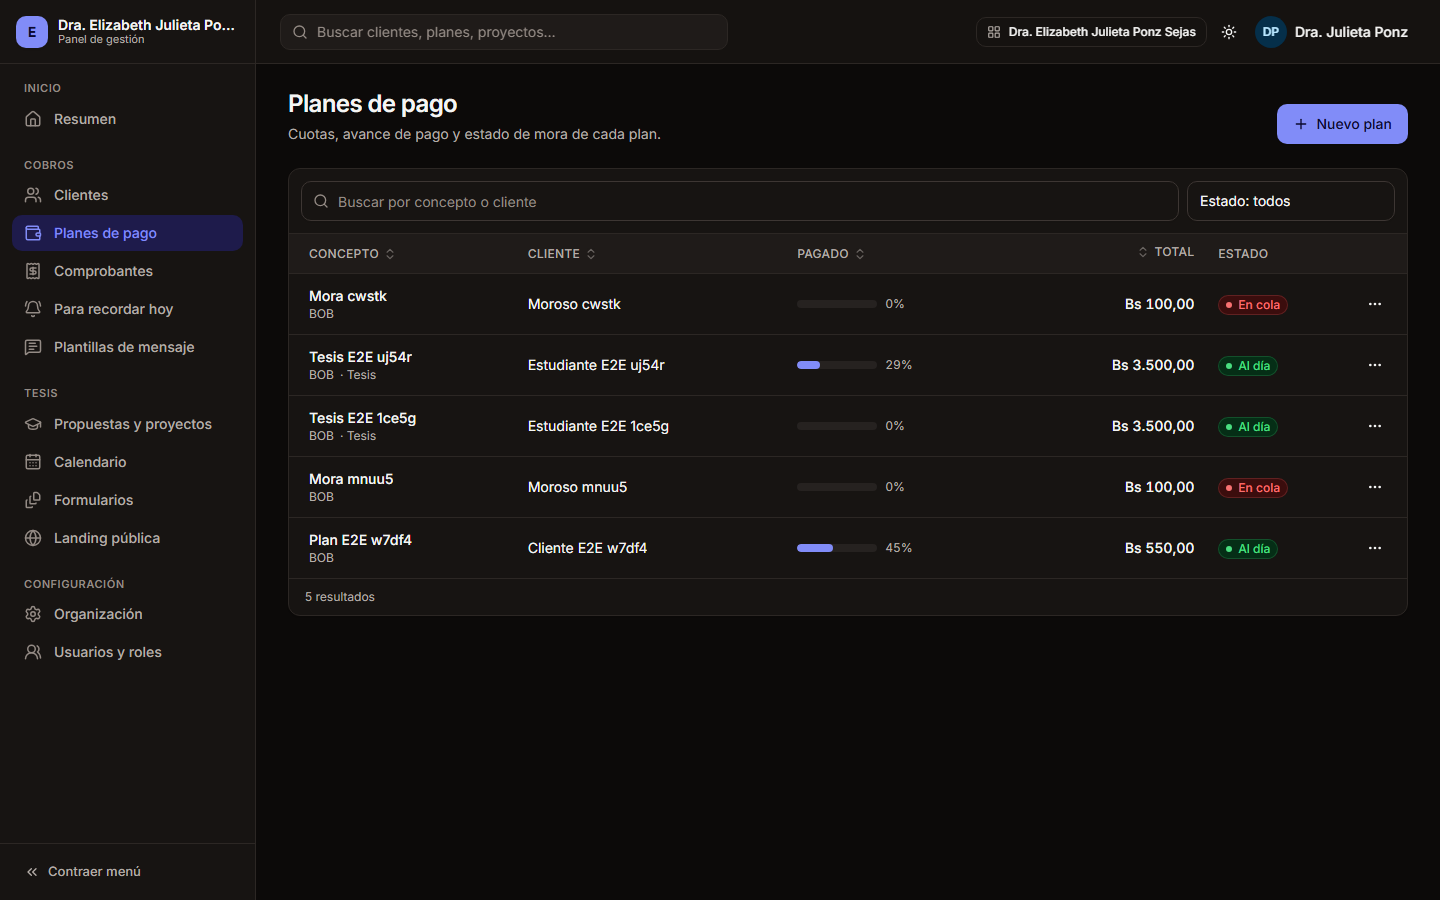 E
Dra. Elizabeth Julieta Po...
Panel de gestión
Buscar clientes, planes, proyectos...
Dra. Elizabeth Julieta Ponz Sejas
DP
Dra. Julieta Ponz
INICIO
Resumen
COBROS
Clientes
Planes de pago
Comprobantes
Para recordar hoy
Plantillas de mensaje
TESIS
Propuestas y proyectos
Calendario
Formularios
Landing pública
CONFIGURACIÓN
Organización
Usuarios y roles
Contraer menú
Planes de pago
Cuotas, avance de pago y estado de mora de cada plan.
Nuevo plan
Buscar por concepto o cliente
Estado: todos
CONCEPTO CLIENTE PAGADO TOTAL ESTADO
Mora cwstk
BOB
Moroso cwstk
0%
Bs 100,00
En cola
Tesis E2E uj54r
BOB · Tesis
Estudiante E2E uj54r
29%
Bs 3.500,00
Al día
Tesis E2E 1ce5g
BOB · Tesis
Estudiante E2E 1ce5g
0%
Bs 3.500,00
Al día
Mora mnuu5
BOB
Moroso mnuu5
0%
Bs 100,00
En cola
Plan E2E w7df4
BOB
Cliente E2E w7df4
45%
Bs 550,00
Al día
5 resultados